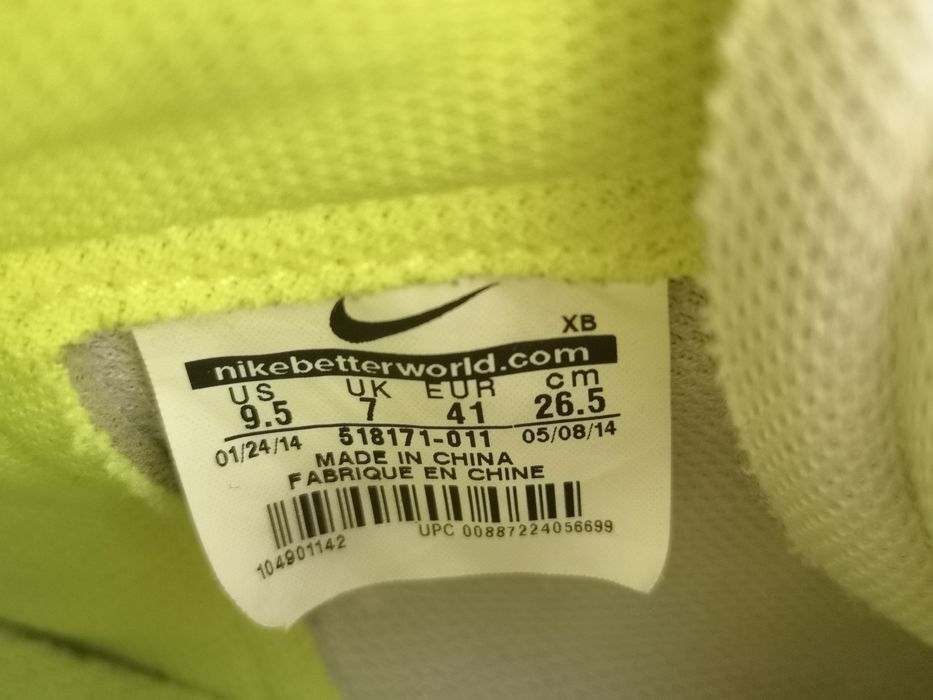 XB
nikebetterworld.com
US UK EUR cm
9.5 7 41 26.5
01/24/14 518171-011 05/08/14
MADE IN CHINA
FABRIQUE EN CHINE
UPC 00887224056699
104901142